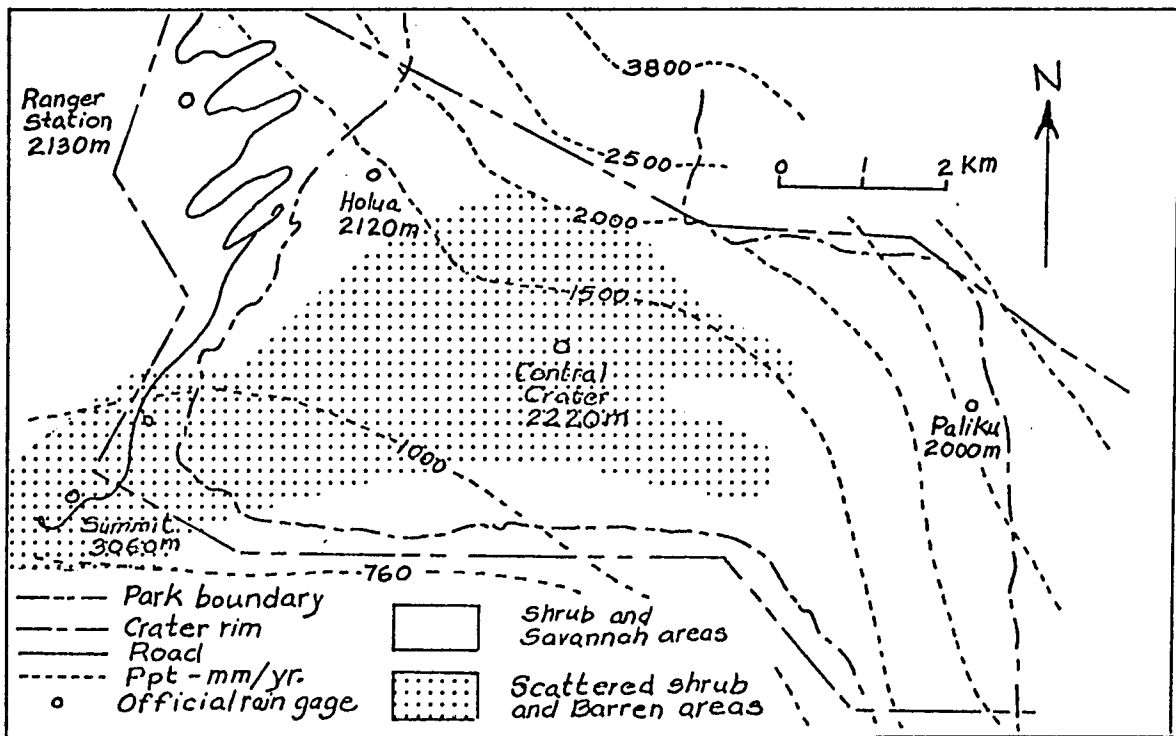 3800
N
Ranger
Station
2130m
2500
0 1 2 Km
Holua
2120m
2000
1500
Central
Crater
2220m
Paliku
2000m
1000
Summit
3060m
760
Park boundary
Crater rim
Road
Ppt - mm/yr.
Official rain gage
Shrub and
Savannah areas
Scattered shrub
and Barren areas